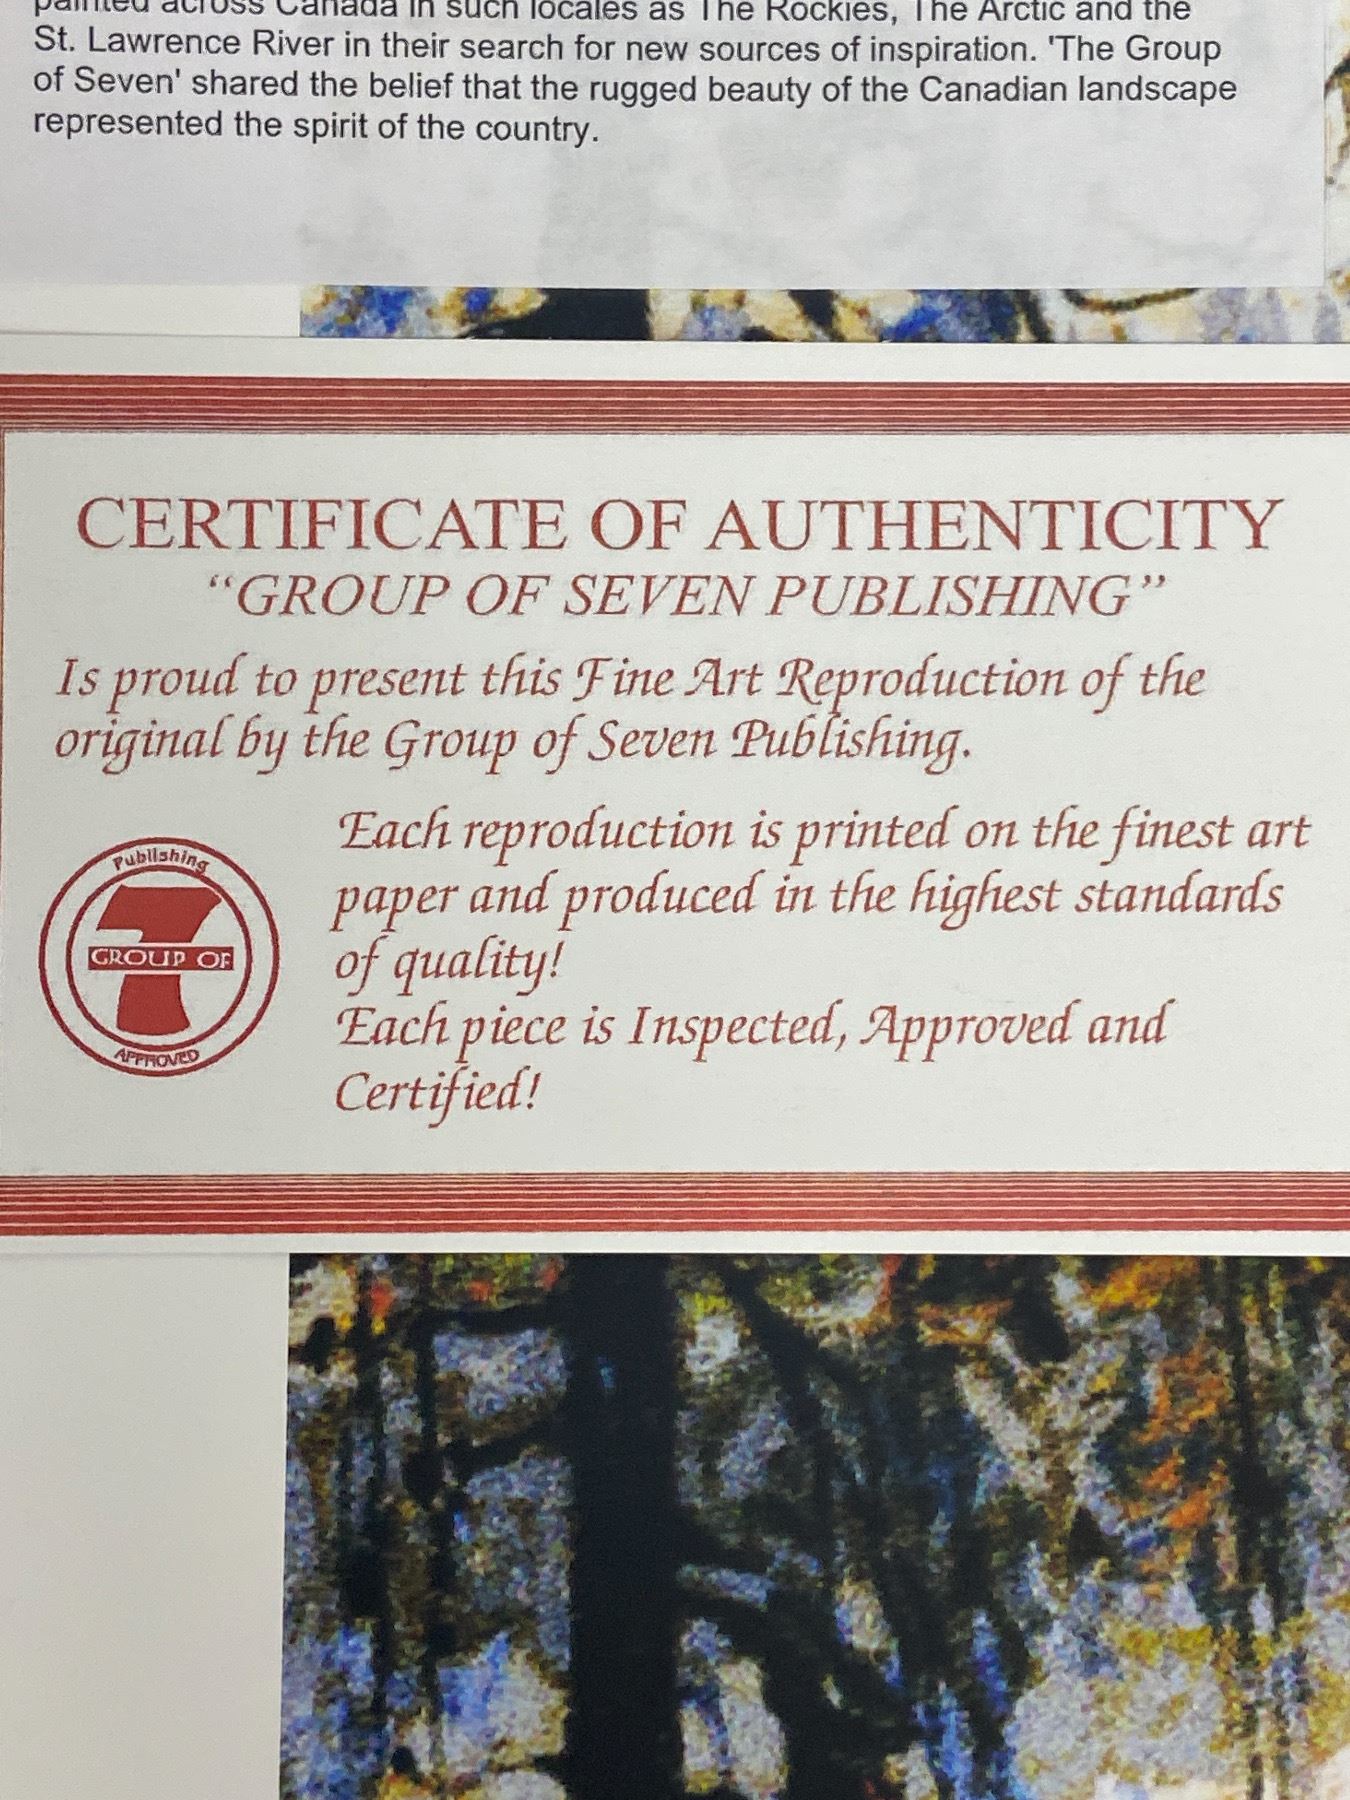 painted across Canada in such locales as The Rockies, The Arctic and the
St. Lawrence River in their search for new sources of inspiration. 'The Group
of Seven' shared the belief that the rugged beauty of the Canadian landscape
represented the spirit of the country.
CERTIFICATE OF AUTHENTICITY
“GROUP OF SEVEN PUBLISHING”
Is proud to present this Fine Art Reproduction of the
original by the Group of Seven Publishing.
Each reproduction is printed on the finest art
paper and produced in the highest standards
of quality!
Each piece is Inspected, Approved and
Certified!
Publishing
7
GROUP OF
APPROVED